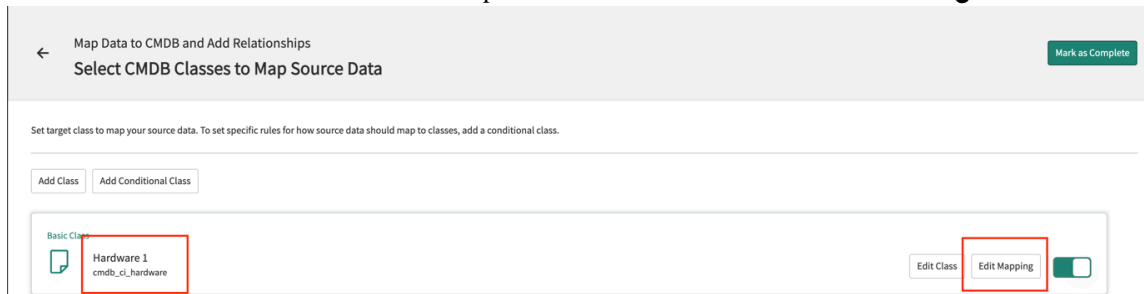 Map Data to CMDB and Add Relationships
Select CMDB Classes to Map Source Data
Mark as Complete
Set target class to map your source data. To set specific rules for how source data should map to classes, add a conditional class.
Add Class
Add Conditional Class
Basic Class
Hardware 1
cmdb_ci_hardware
Edit Class
Edit Mapping